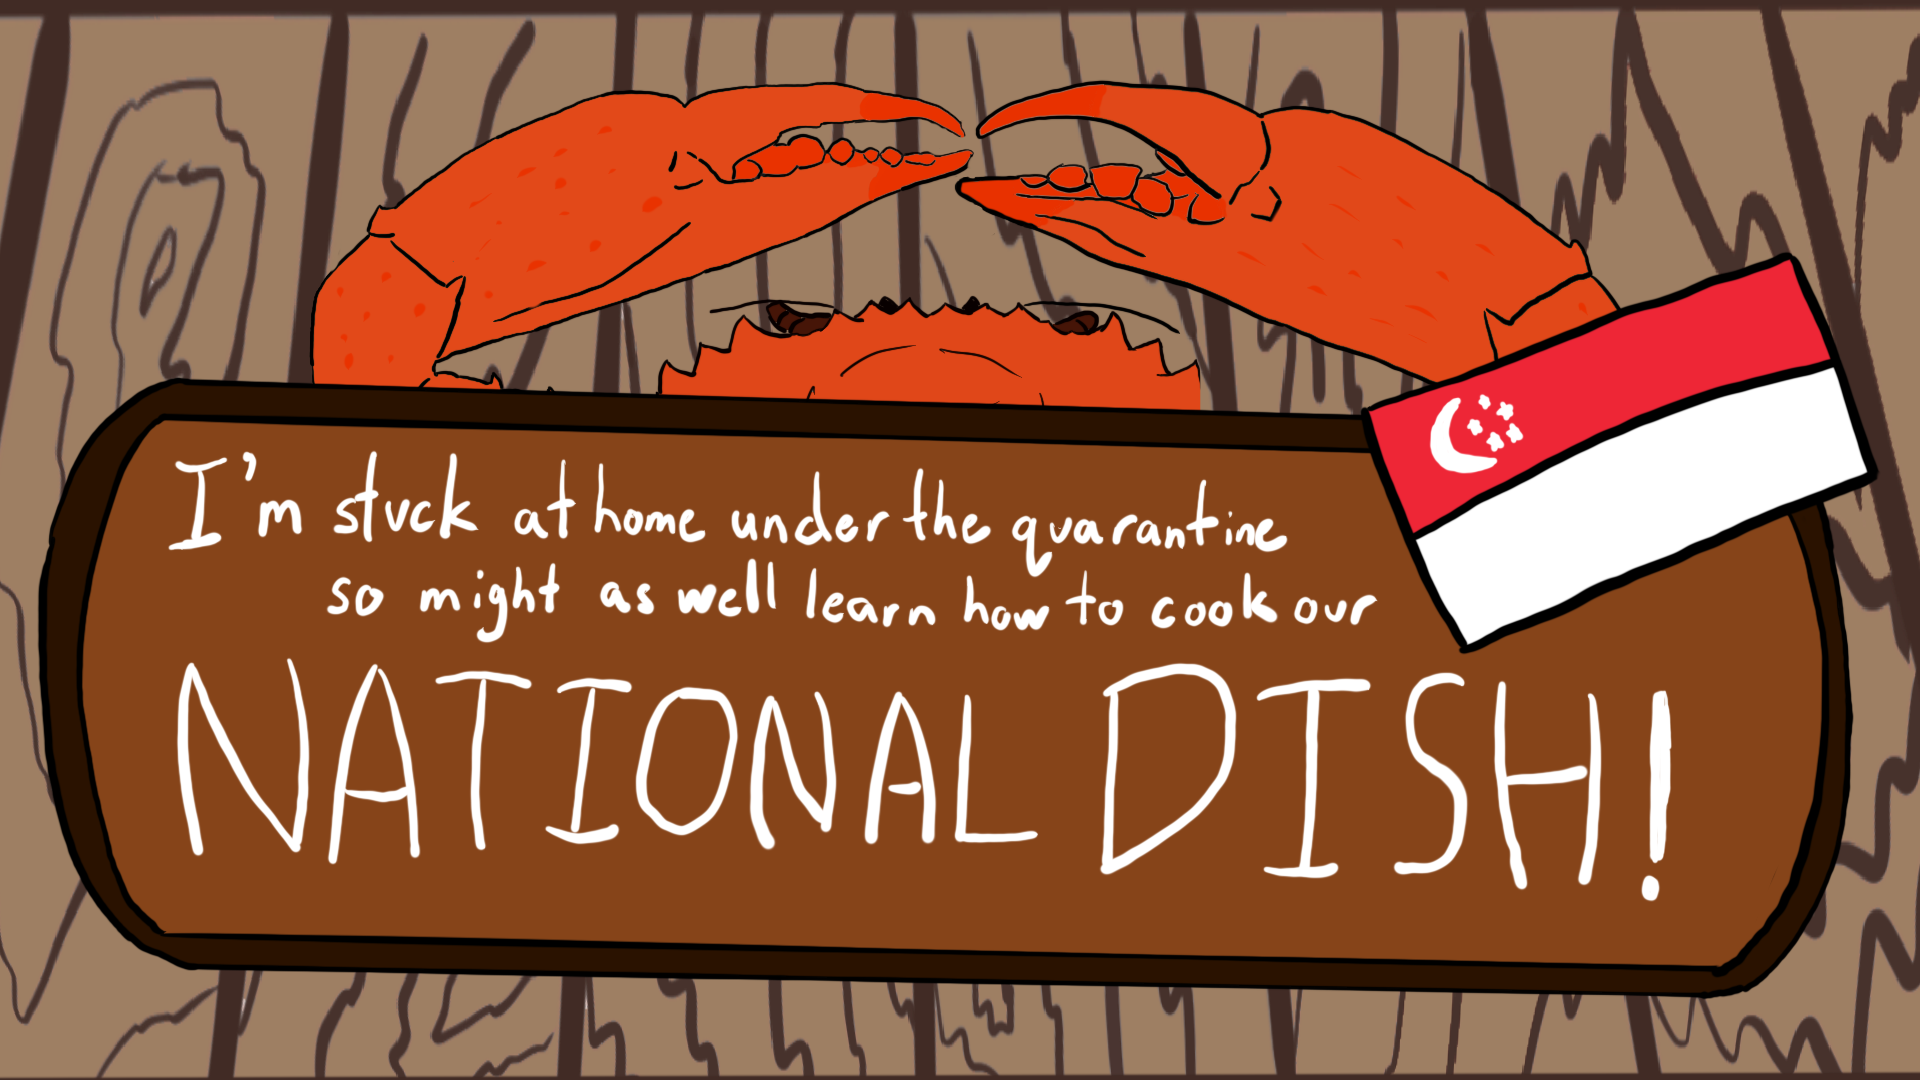 I'm stuck at home under the quarantine
so might as well learn how to cook our
NATIONAL DISH!